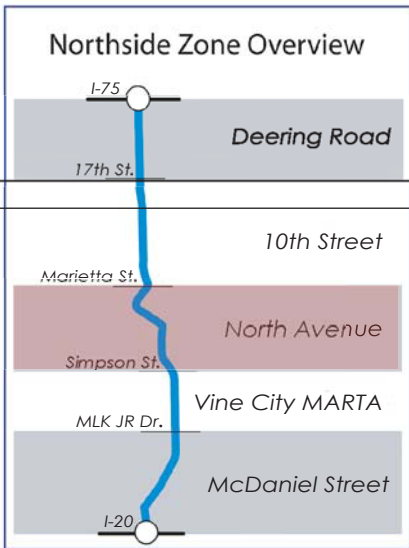 Northside Zone Overview
I-75
Deering Road
17th St.
10th Street
Marietta St.
North Avenue
Simpson St.
Vine City MARTA
MLK JR Dr.
McDaniel Street
I-20